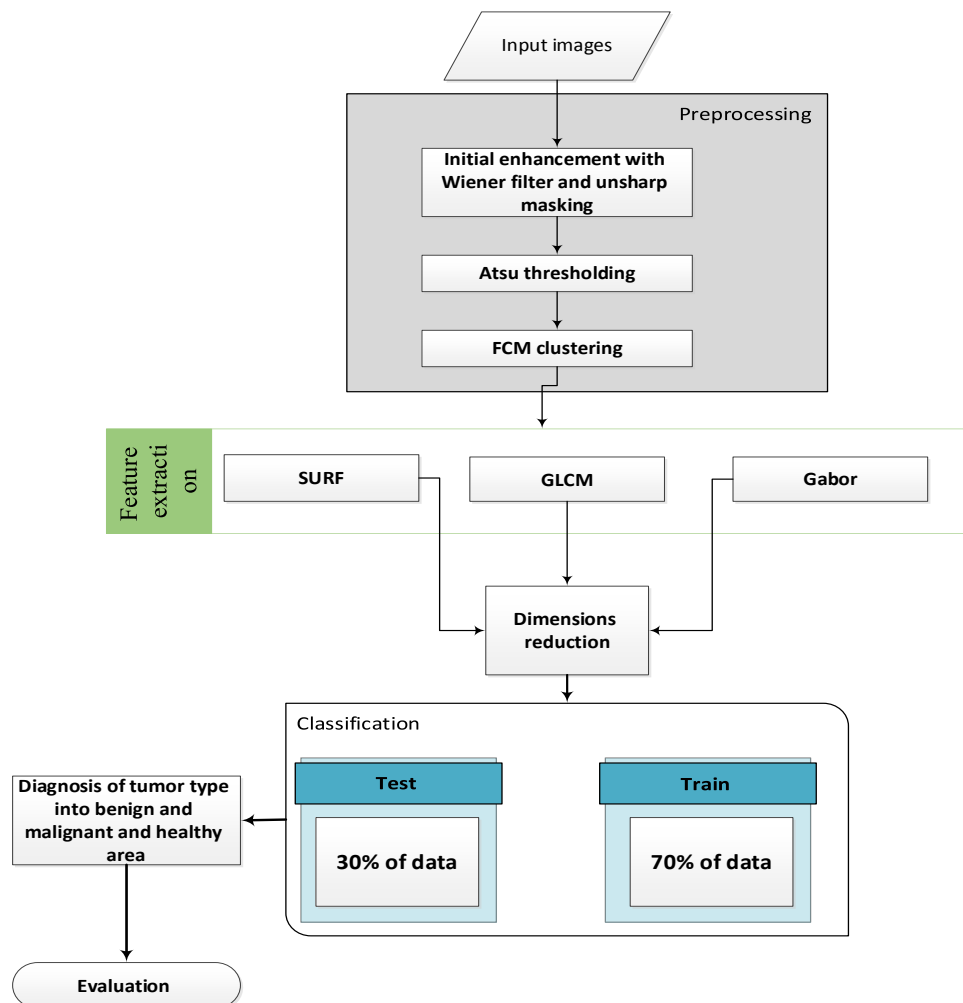 Input images
Preprocessing
Initial enhancement with
Wiener filter and unsharp
masking
Atsu thresholding
FCM clustering
Feature
extracti
on
SURF
GLCM
Gabor
Dimensions
reduction
Classification
Test
Train
30% of data
70% of data
Diagnosis of tumor type
into benign and
malignant and healthy
area
Evaluation